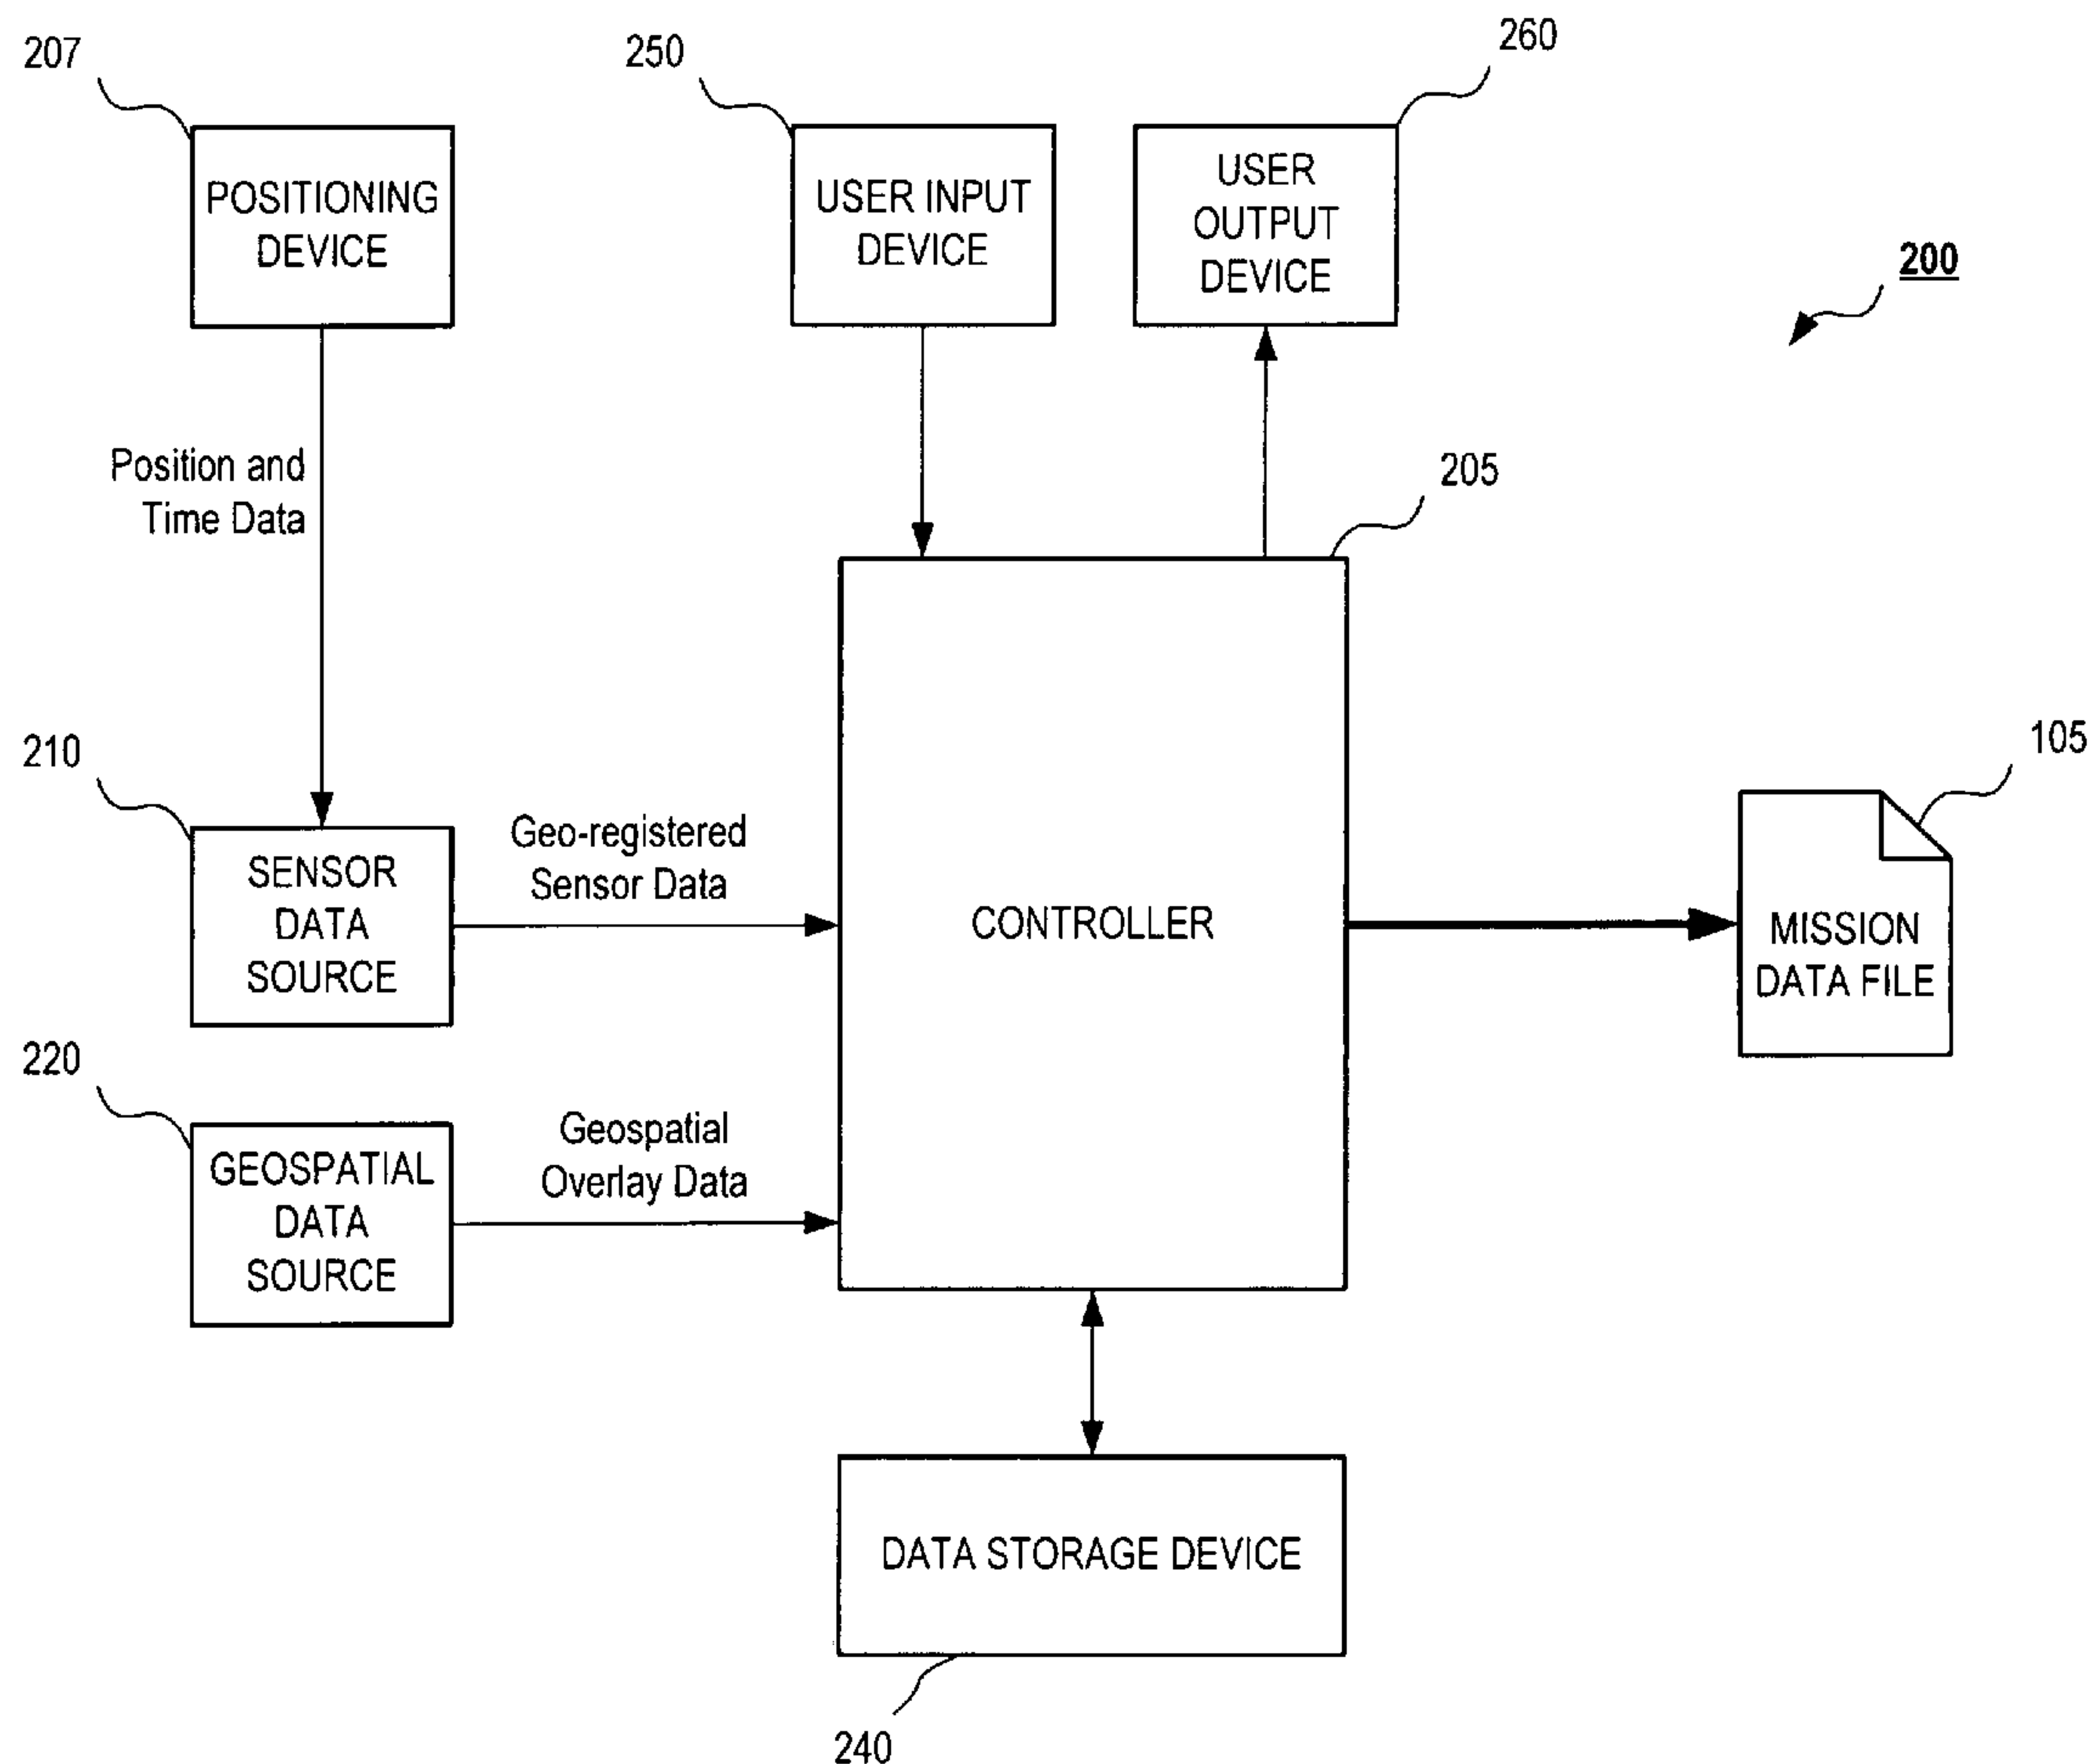 207
250
260
POSITIONING
DEVICE
USER INPUT
DEVICE
USER
OUTPUT
DEVICE
200
Position and
Time Data
205
210
SENSOR
DATA
SOURCE
Geo-registered
Sensor Data
CONTROLLER
105
MISSION
DATA FILE
220
GEOSPATIAL
DATA
SOURCE
Geospatial
Overlay Data
DATA STORAGE DEVICE
240